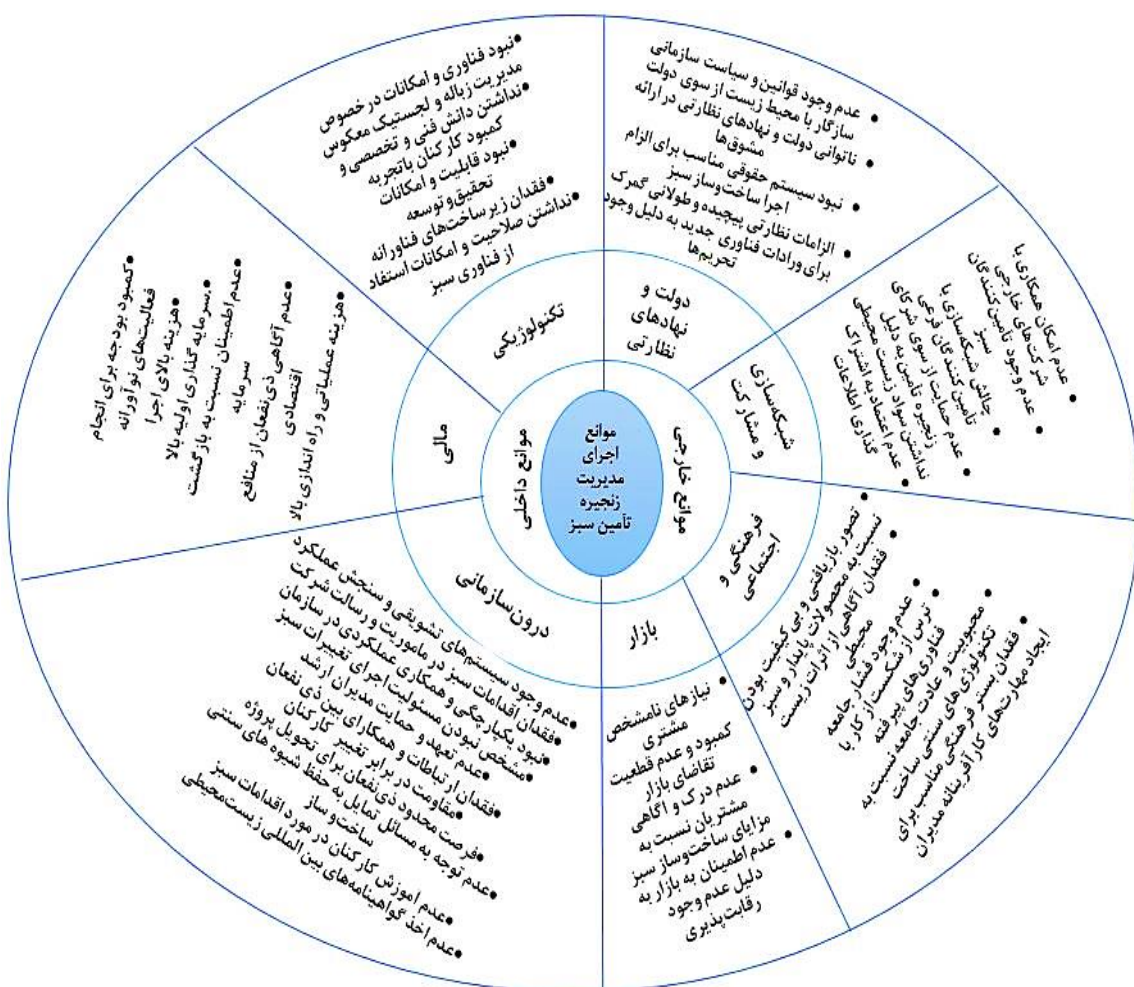 موانع
اجرای
مدیریت
زنجیره
تأمین سبز
موانع خارجی
موانع داخلی
دولت و
نهادهای
نظارتی
• عدم وجود قوانین و سیاست سازمانی
سازگار با محیط زیست از سوی دولت
• ناتوانی دولت و نهادهای نظارتی در ارائه
مشوق‌ها
• نبود سیستم حقوقی مناسب برای الزام
اجرا ساخت‌وساز سبز
• الزامات نظارتی پیچیده و طولانی گمرک
برای ورادات فناوری جدید به دلیل وجود
تحریم‌ها
شبکه‌سازی
و مشارکت
• عدم امکان همکاری با
شرکت‌های خارجی
• عدم وجود تامین‌کنندگان
سبز
• چالش شبکه‌سازی با
تامین کنندگان فرعی
• عدم حمایت از سوی شرکای
زنجیره تأمین به دلیل
نداشتن سواد زیست محیطی
• عدم اعتماد به اشتراک
گذاری اطلاعات
فرهنگی و
اجتماعی
• تصور بازیافتی و بی کیفیت بودن
نسبت به محصولات پایدار و سبز
• فقدان آگاهی از اثرات زیست
محیطی
• عدم وجود فشار جامعه
• ترس از شکست از کار با
فناوری‌های پیرفته
• محبوبیت و عادت جامعه نسبت به
تکنولوژی‌های سنتی ساخت
• فقدان بستر فرهنگی مناسب برای
ایجاد مهارت‌های کارآفرینانه مدیران
بازار
• نیازهای نامشخص
مشتری
• کمبود و عدم قطعیت
تقاضای بازار
• عدم درک و آگاهی
مشتریان نسبت به
مزایای ساخت‌وساز سبز
• عدم اطمینان به بازار به
دلیل عدم وجود
رقابت‌پذیری
درون‌سازمانی
• عدم وجود سیستم‌های تشویقی و سنجش عملکرد
• فقدان اقدامات سبز در ماموریت و رسالت شرکت
• نبود یکپارچگی و همکاری عملکردی در سازمان
• مشخص نبودن مسئولیت اجرای تغییرات سبز
• عدم تعهد و حمایت مدیران ارشد
• فقدان ارتباطات و همکارای بین ذی نفعان
• مقاومت در برابر تغییر کارکنان
• فرصت محدود ذی‌نفعان برای تحویل پروژه
• عدم توجه به مسائل تمایل به حفظ شیوه های سنتی
ساخت‌وساز
• عدم اموزش کارکنان در مورد اقدامات سبز
• عدم اخذ گواهینامه‌های بین المللی زیست‌محیطی
مالی
• کمبود بودجه برای انجام
فعالیت‌های نوآورانه
• هزینه بالای اجرا
• سرمایه گذاری اولیه بالا
• عدم اطمینان نسبت به بازگشت
سرمایه
• عدم آگاهی ذی‌نفعان از منافع
اقتصادی
• هزینه عملیاتی و راه اندازی بالا
تکنولوژیکی
• نبود فناوری و امکانات در خصوص
مدیریت زباله و لجستیک معکوس
• نداشتن دانش فنی و تخصصی و
کمبود کارکنان باتجربه
• نبود قابلیت و امکانات
تحقیق‌و‌توسعه
• فقدان زیرساخت‌های فناورانه
• نداشتن صلاحیت و امکانات استفاد
از فناوری سبز